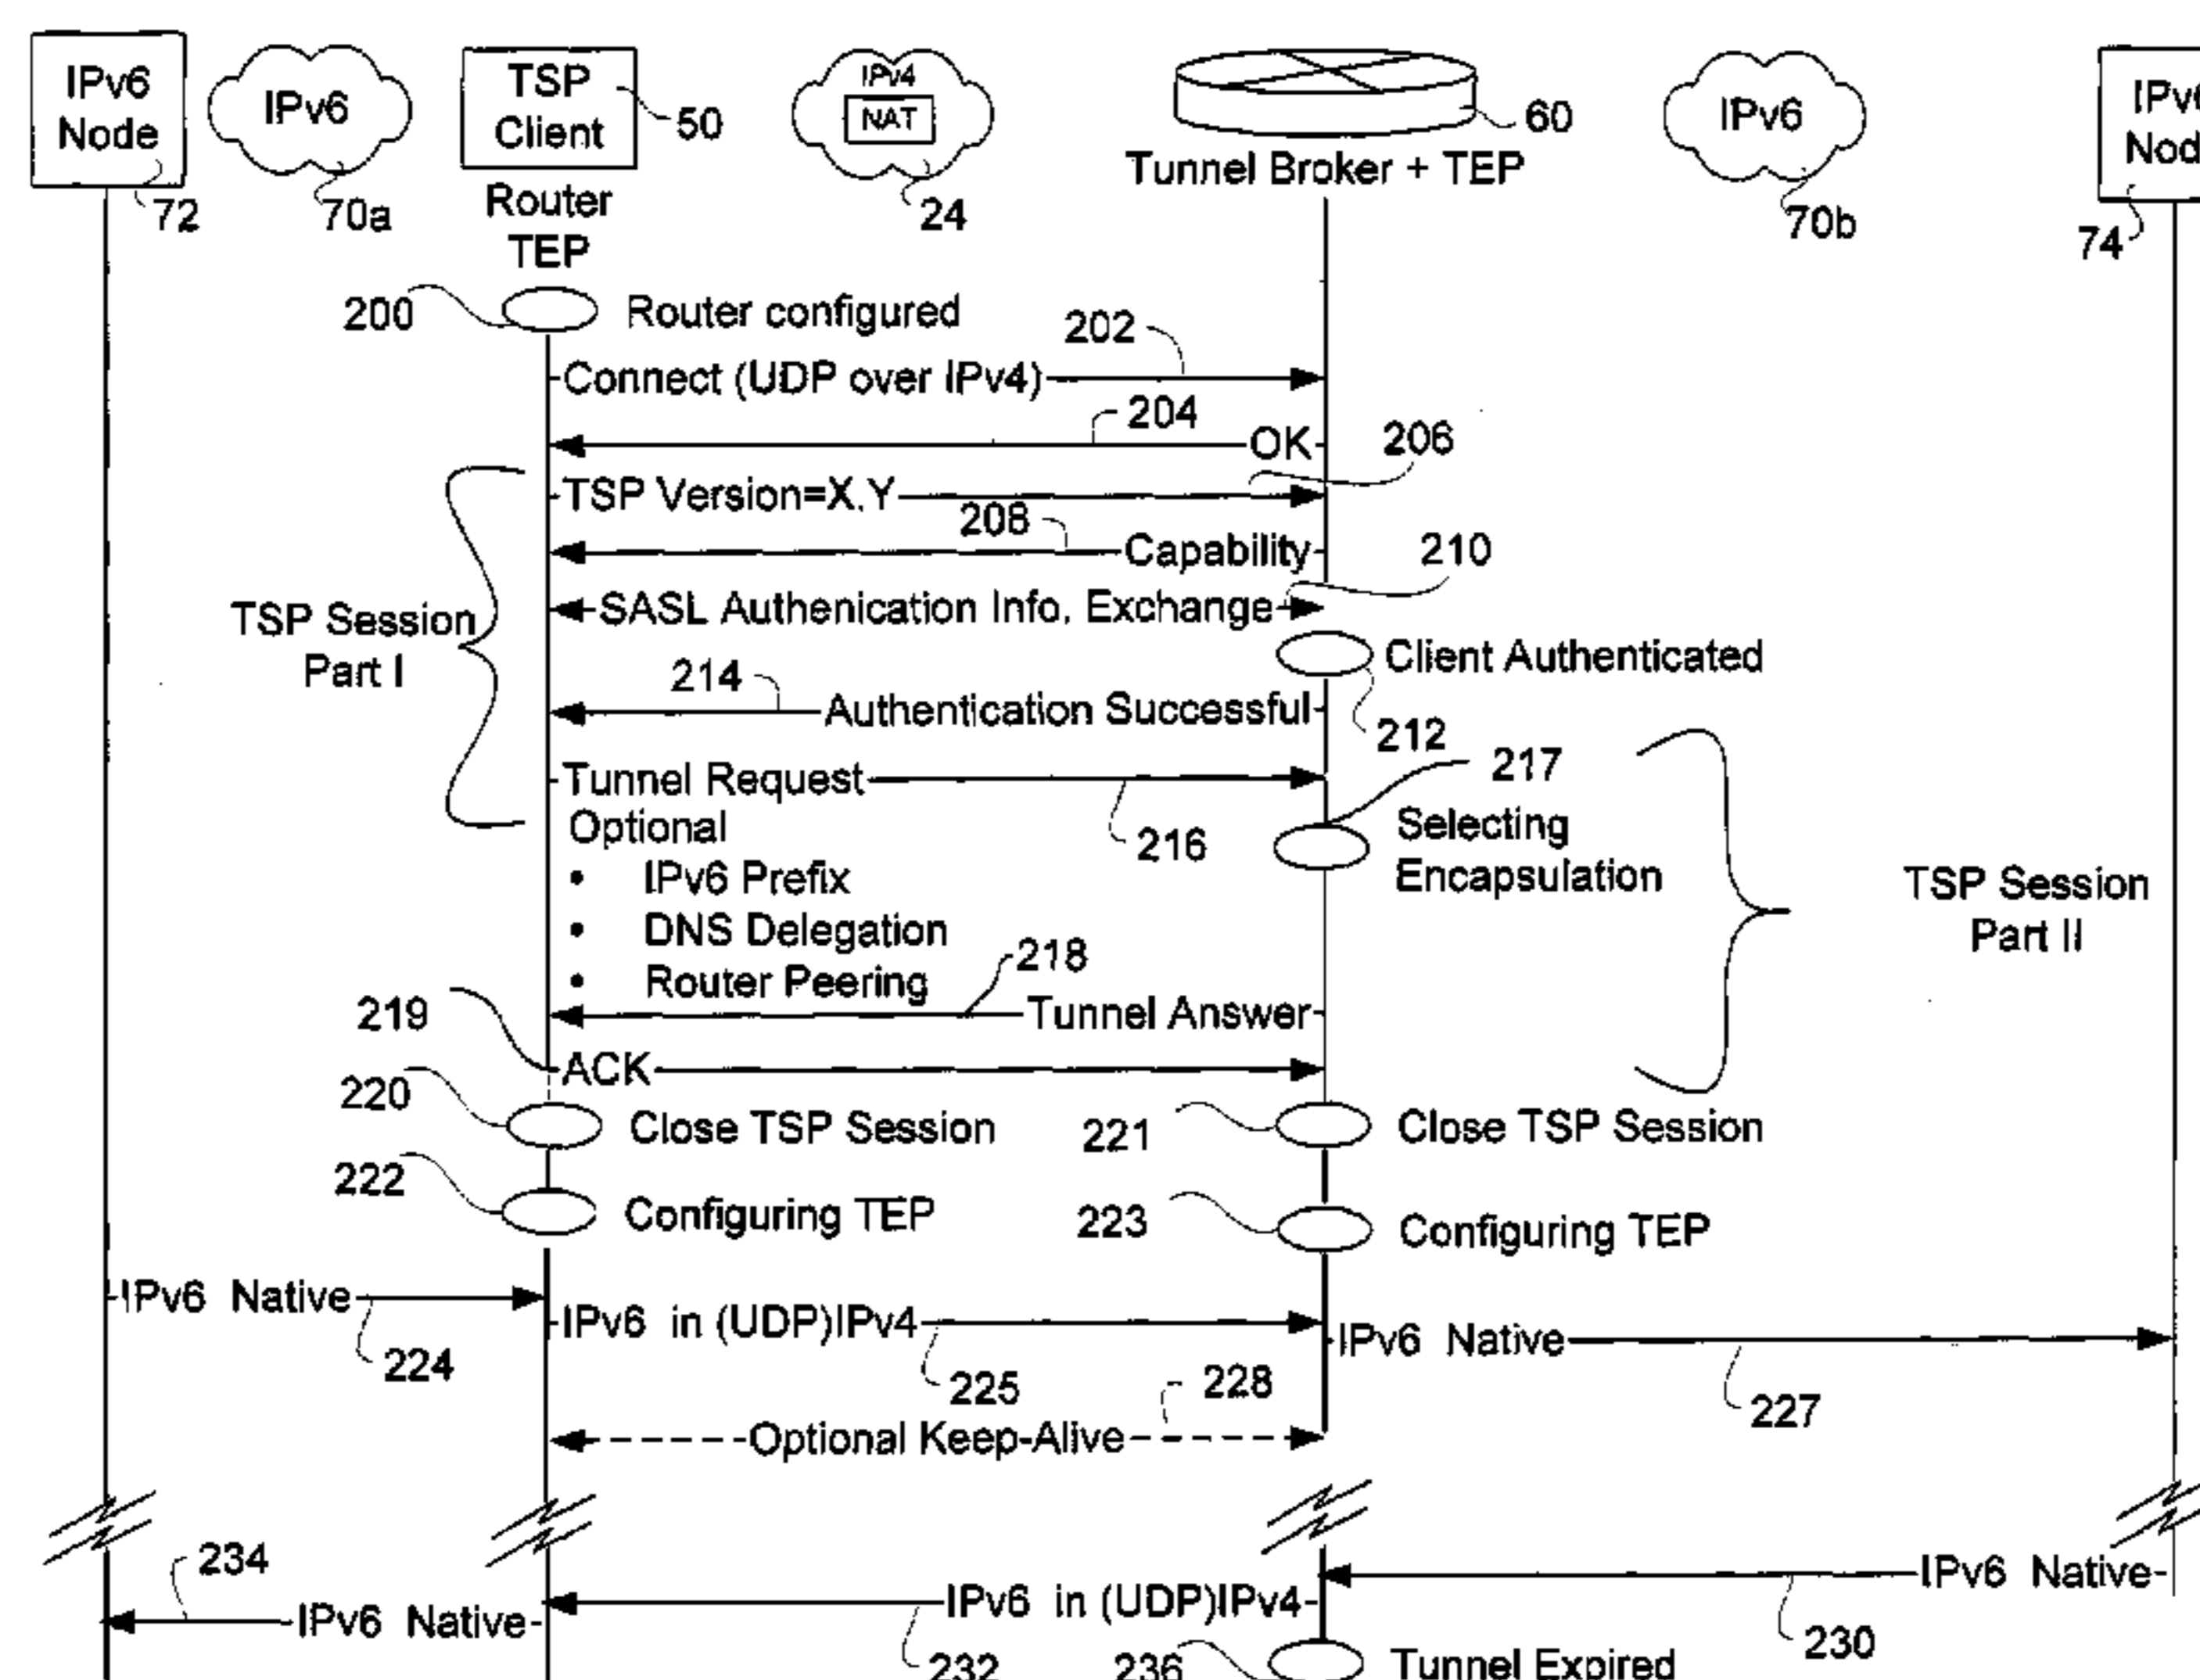 IPv6
Node
72
IPv6
70a
TSP
Client
50
Router
TEP
IPv4
NAT
24
60
Tunnel Broker + TEP
IPv6
70b
74
200
Router configured
202
Connect (UDP over IPv4)
204
OK
206
TSP Version=X.Y
208
Capability
210
SASL Authenication Info. Exchange
TSP Session
Part I
Client Authenticated
212
214
Authentication Successful
Tunnel Request
216
217
Optional
• IPv6 Prefix
• DNS Delegation
• Router Peering
Selecting
Encapsulation
TSP Session
Part II
218
Tunnel Answer
219
ACK
220
Close TSP Session
221
Close TSP Session
222
Configuring TEP
223
Configuring TEP
IPv6 Native
224
IPv6 in (UDP)IPv4
225
IPv6 Native
227
228
Optional Keep-Alive
IPv6 Native
230
IPv6 in (UDP)IPv4
232
234
IPv6 Native
236
Tunnel Expired